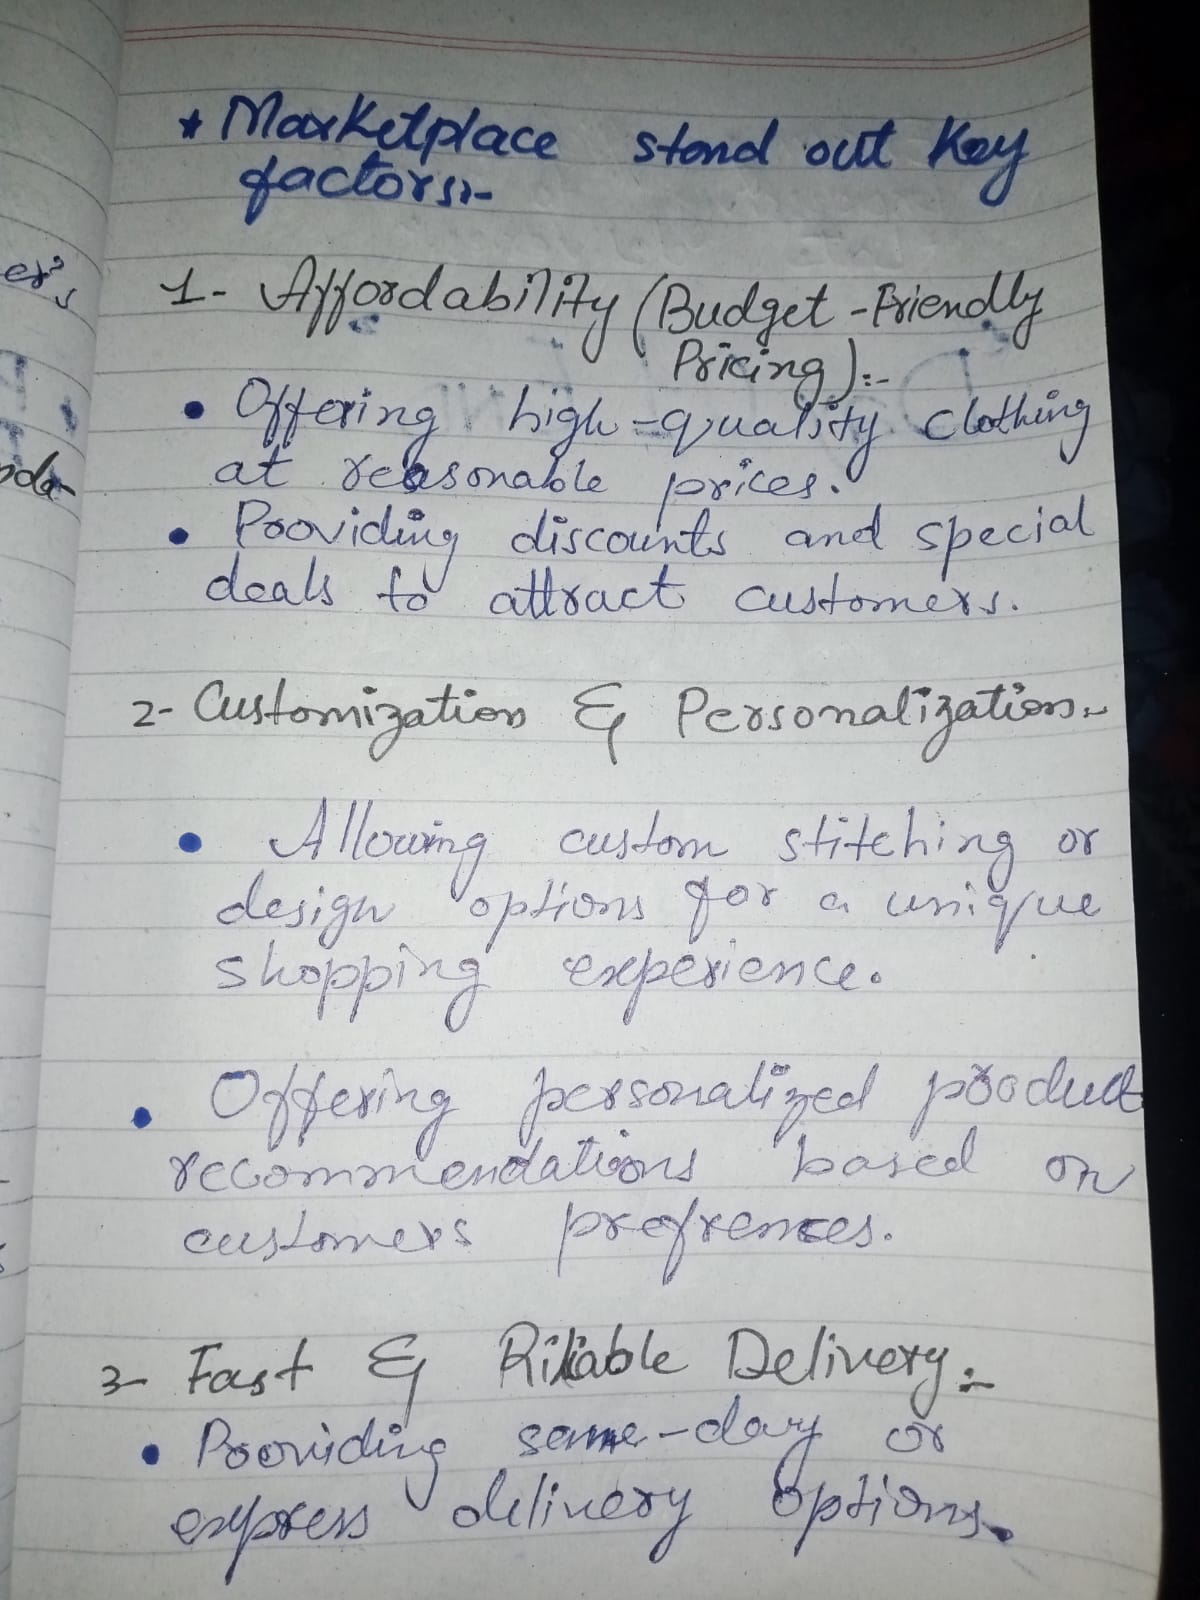 * Marketplace stand out Key
factors:-
er's
1- Affordability (Budget-Friendly
Pricing):-
• Offering high-quality clothing
at reasonable prices.
• Providing discounts and special
deals to attract customers.
2- Customization & Personalization:-
• Allowing custom stitching or
design options for a unique
shopping experience.
• Offering personalized product
recommendations based on
customers prefrences.
3- Fast & Riliable Delivery:-
• Providing same-day or
express delivery options.